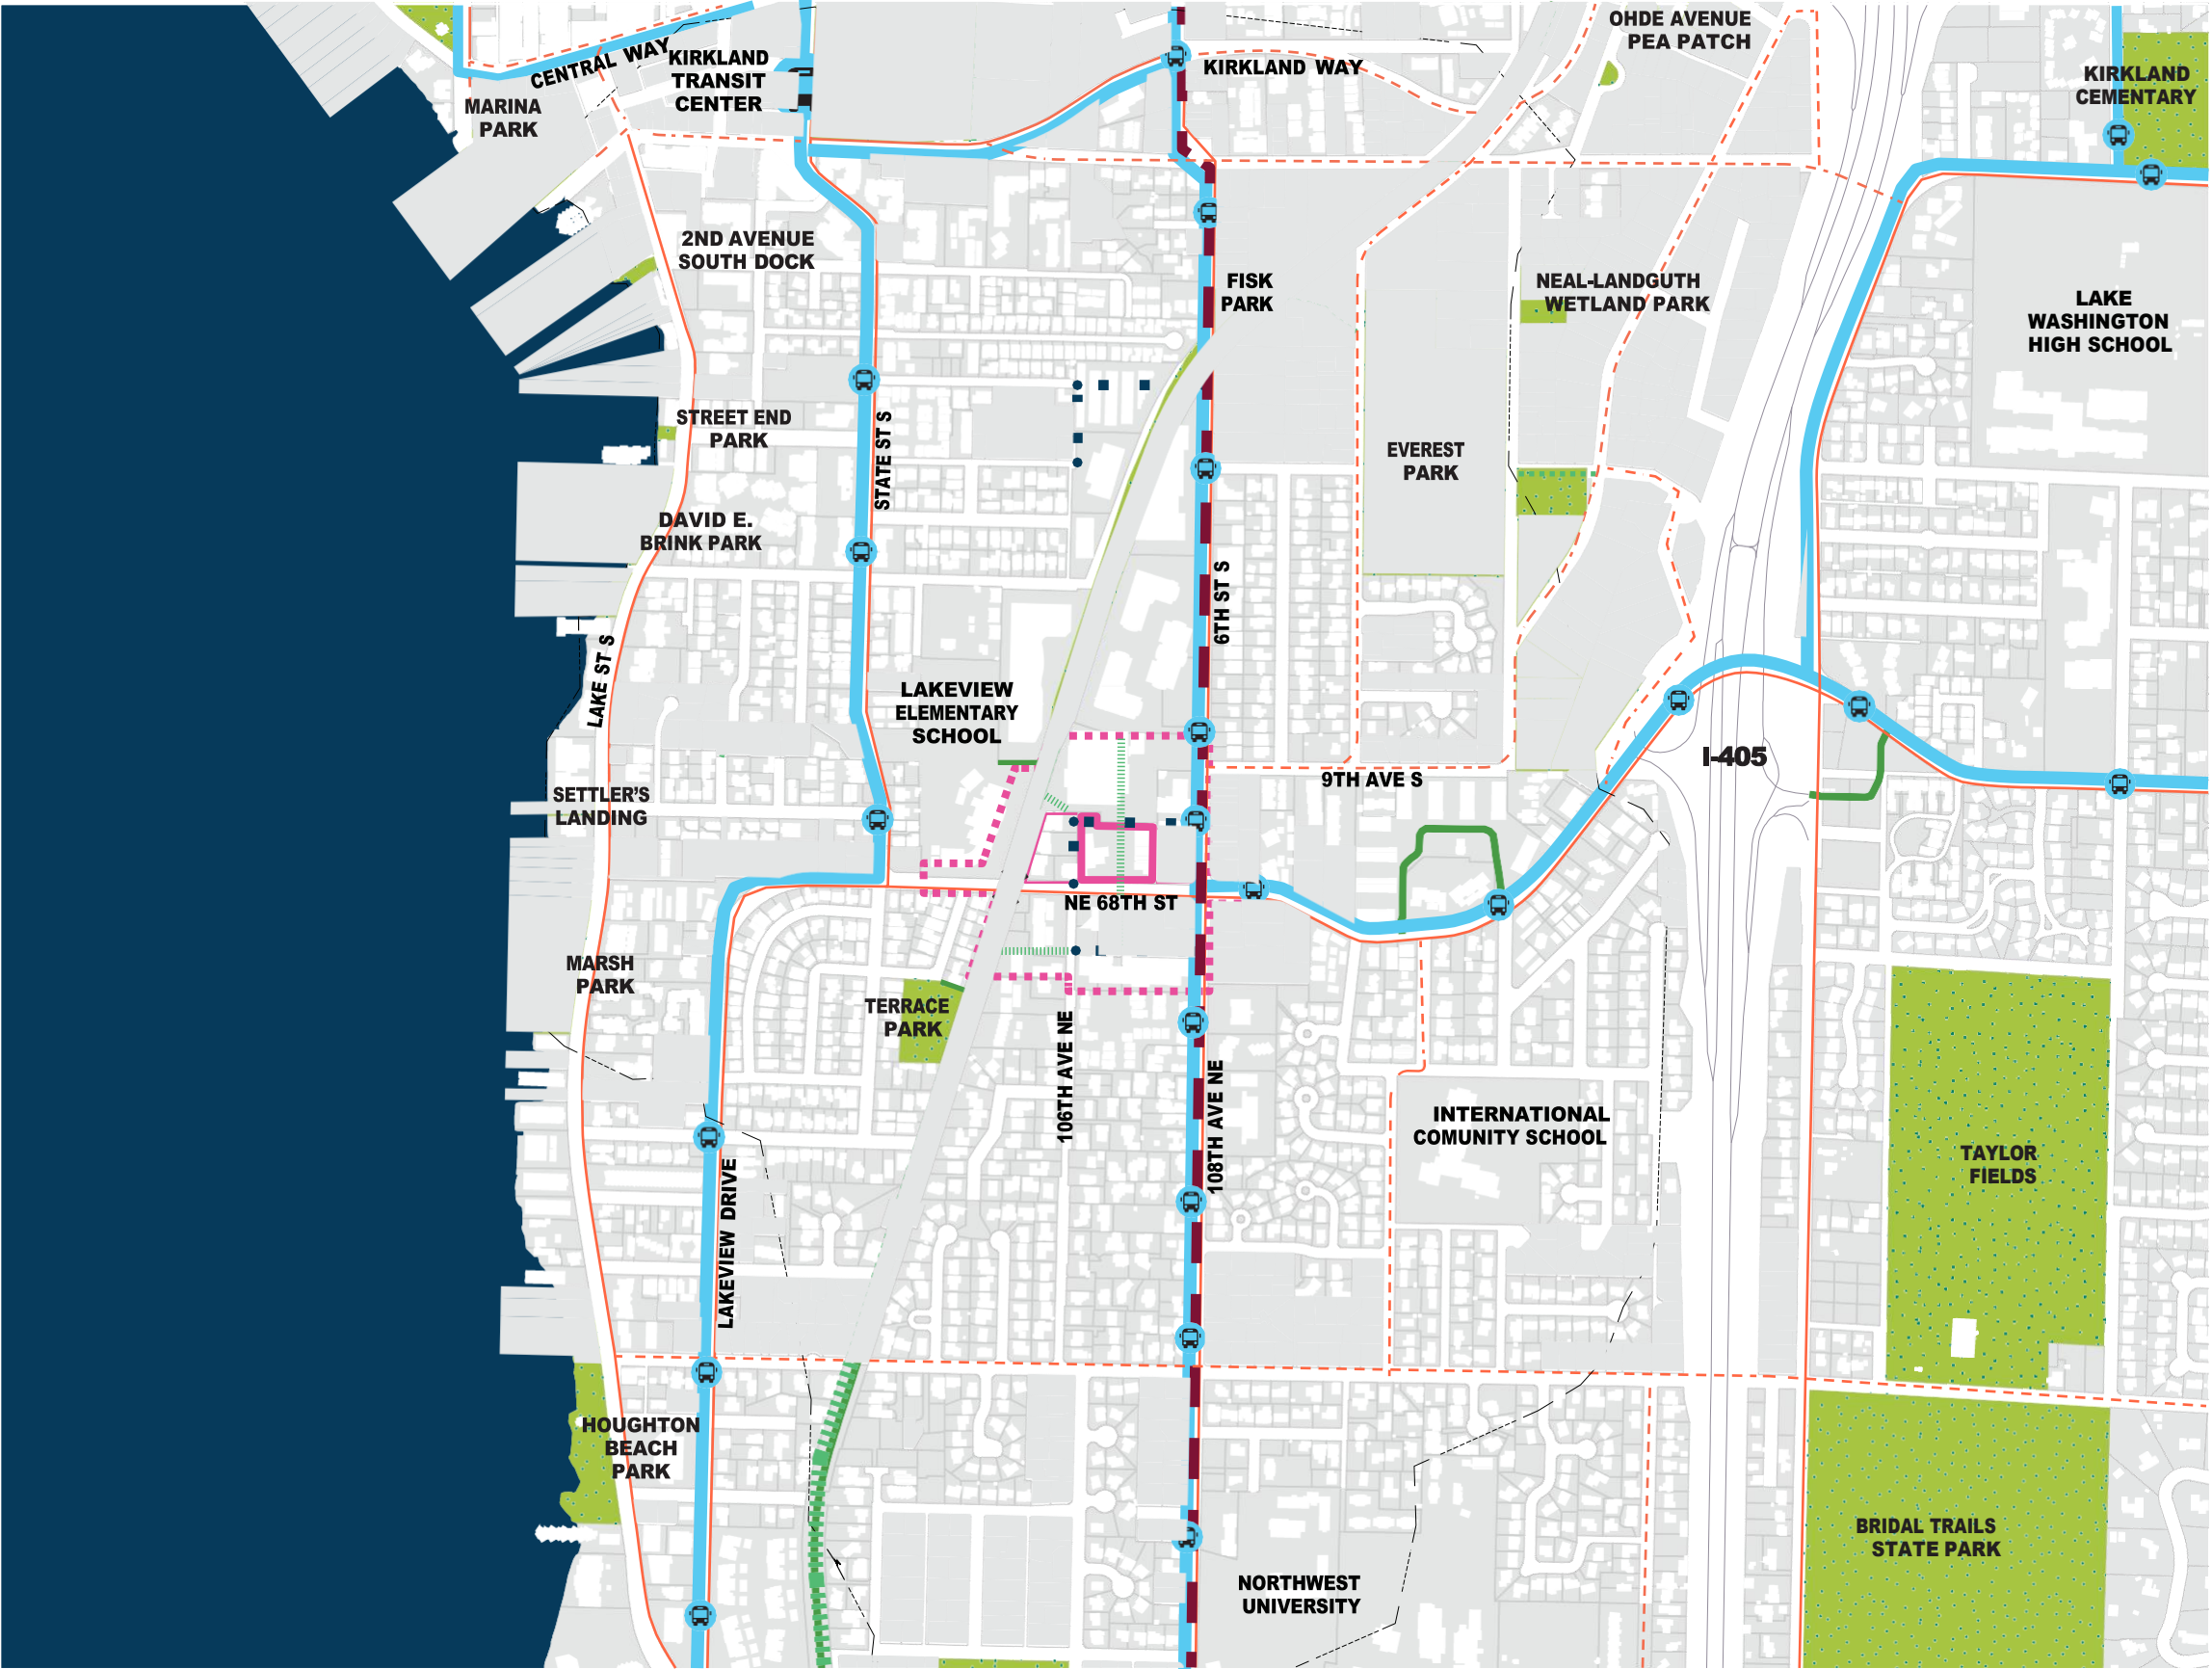 OHDE AVENUE
PEA PATCH
CENTRAL WAY
KIRKLAND
TRANSIT
CENTER
KIRKLAND WAY
KIRKLAND
CEMENTARY
MARINA
PARK
2ND AVENUE
SOUTH DOCK
FISK
PARK
NEAL-LANDGUTH
WETLAND PARK
LAKE
WASHINGTON
HIGH SCHOOL
STREET END
PARK
STATE ST S
EVEREST
PARK
DAVID E.
BRINK PARK
6TH ST S
LAKE ST S
LAKEVIEW
ELEMENTARY
SCHOOL
I-405
9TH AVE S
SETTLER'S
LANDING
NE 68TH ST
MARSH
PARK
TERRACE
PARK
106TH AVE NE
108TH AVE NE
INTERNATIONAL
COMUNITY SCHOOL
TAYLOR
FIELDS
LAKEVIEW DRIVE
HOUGHTON
BEACH
PARK
BRIDAL TRAILS
STATE PARK
NORTHWEST
UNIVERSITY